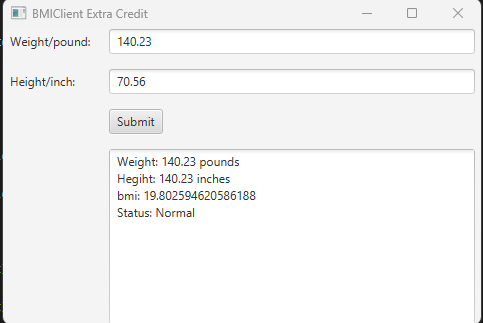 BMIClient Extra Credit
Weight/pound: 140.23
Height/inch: 70.56
Submit
Weight: 140.23 pounds
Hegiht: 140.23 inches
bmi: 19.802594620586188
Status: Normal